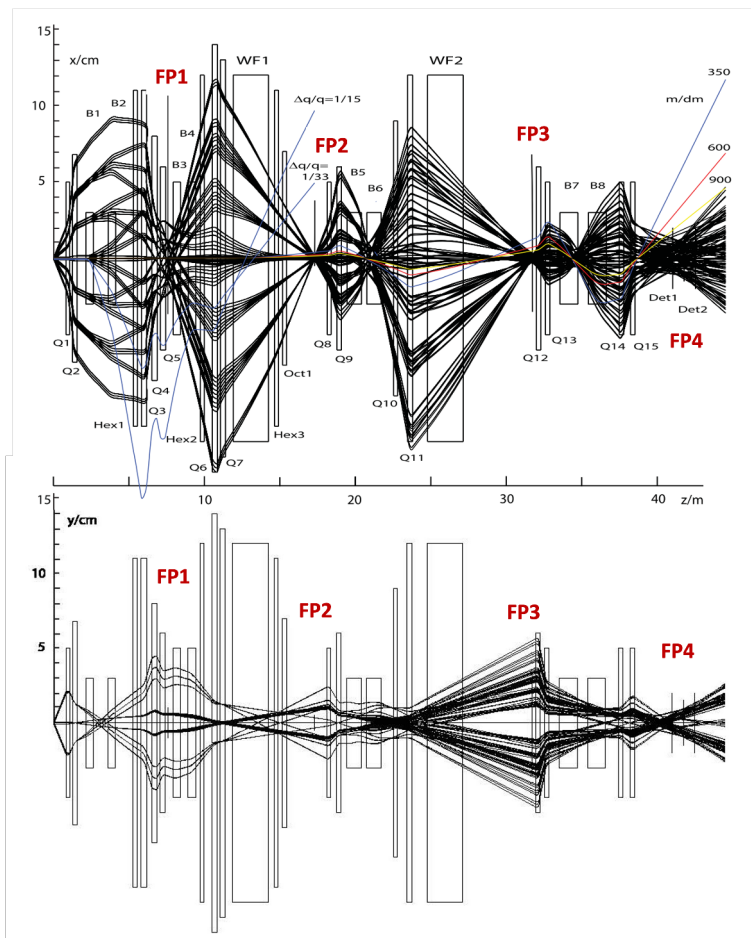 15
x/cm
FP1
WF1
WF2
350
m/dm
B1
B2
Δq/q=1/15
10
FP2
FP3
600
B4
Δq/q=
1/33
B3
B5
B6
B7
B8
900
5
Q1
Q2
Q3
Q4
Q5
Hex1
Hex2
Q6
Q7
Oct1
Hex3
Q8
Q9
Q10
Q11
Q12
Q13
Q14
Q15
Det1
Det2
FP4
10
20
30
40
z/m
15
y/cm
10
FP1
FP2
FP3
FP4
5